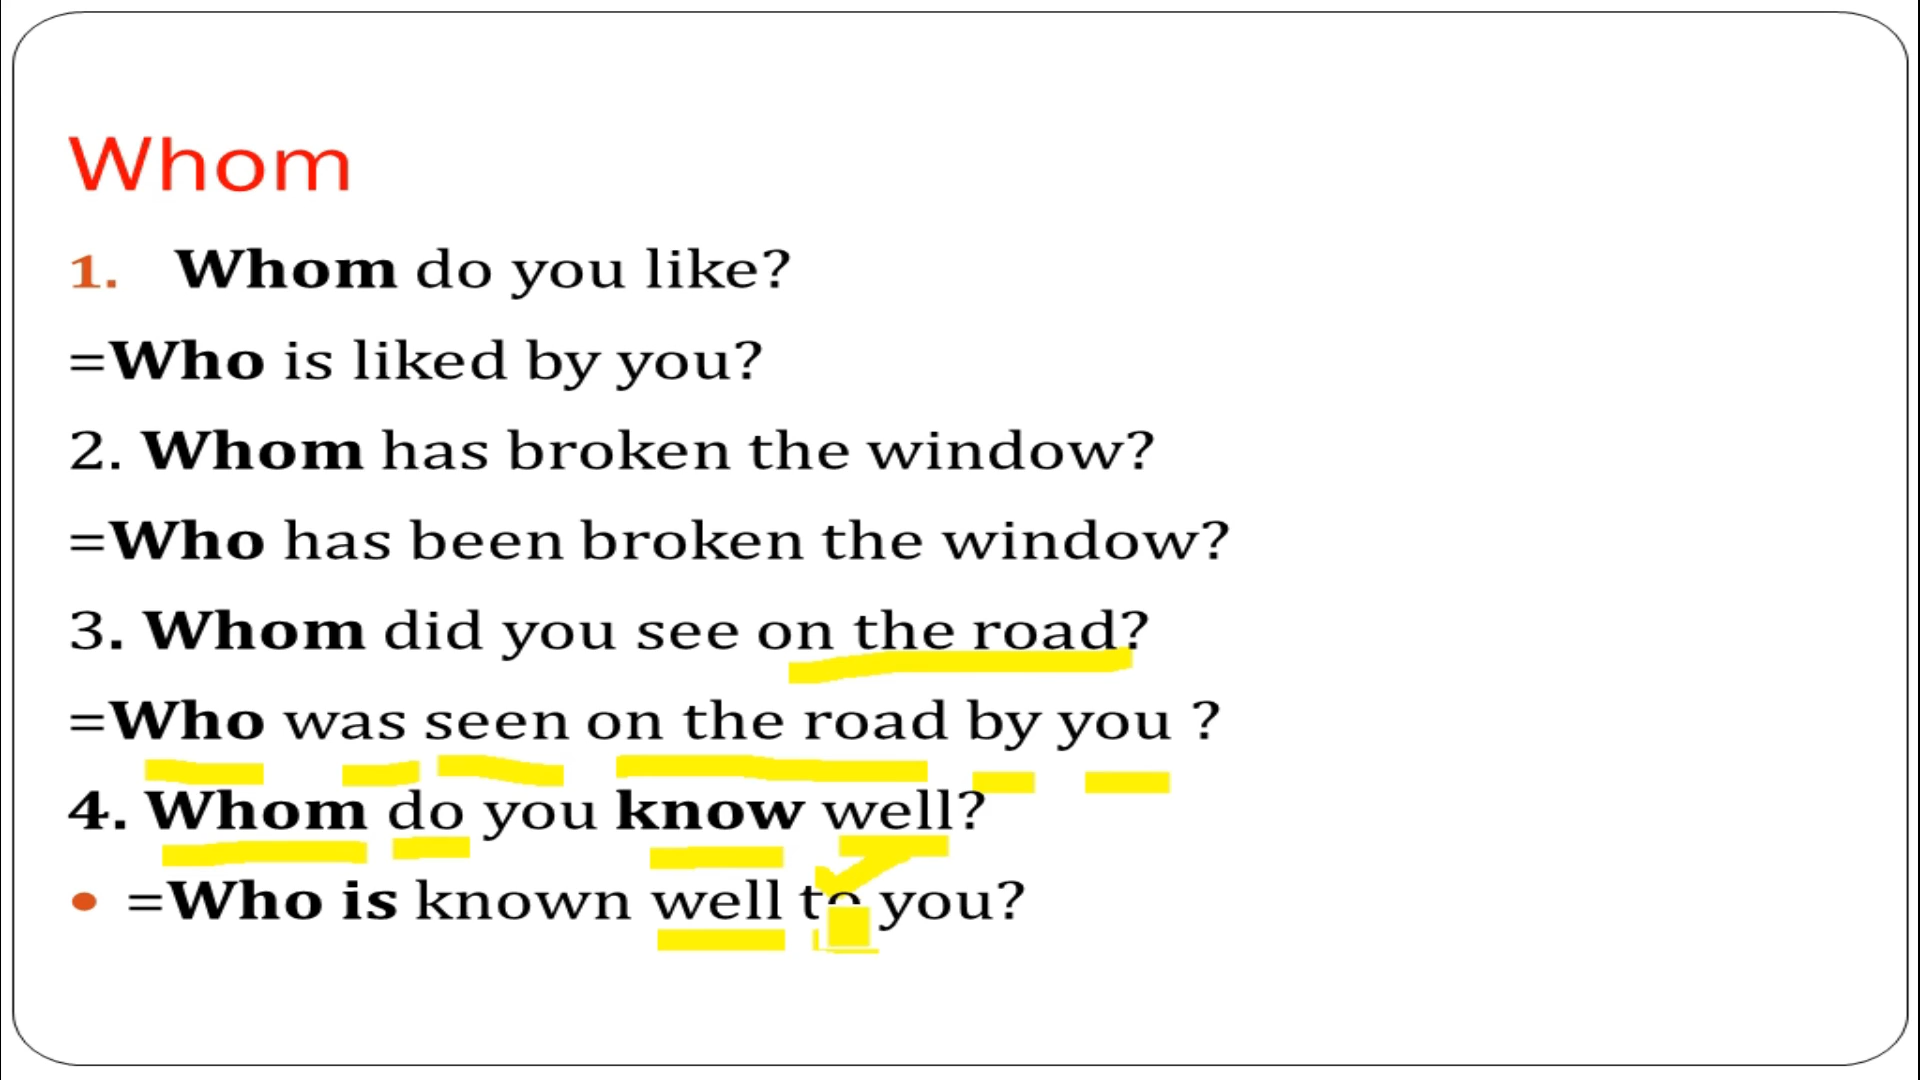 Whom
1. Whom do you like?
=Who is liked by you?
2. Whom has broken the window?
=Who has been broken the window?
3. Whom did you see on the road?
=Who was seen on the road by you ?
4. Whom do you know well?
• =Who is known well to you?